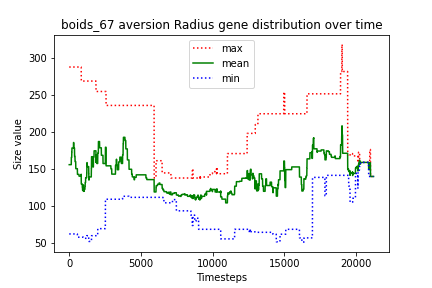 boids_67 aversion Radius gene distribution over time
max
mean
min
Size value
300
250
200
150
100
50
0
5000
10000
15000
20000
Timesteps